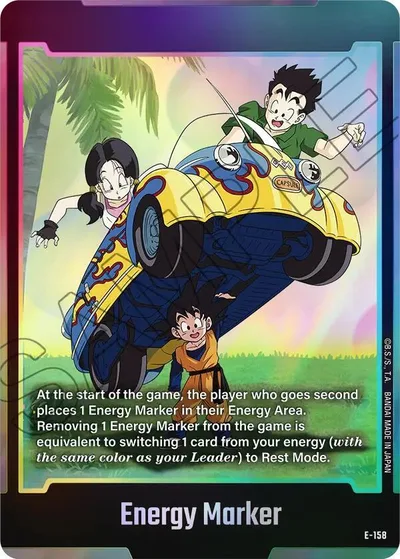 CAPSULE
SAMPLE
At the start of the game, the player who goes second
places 1 Energy Marker in their Energy Area.
Removing 1 Energy Marker from the game is
equivalent to switching 1 card from your energy (with
the same color as your Leader) to Rest Mode.
©B.S./S., T.A. BANDAI MADE IN JAPAN
Energy Marker
E-158